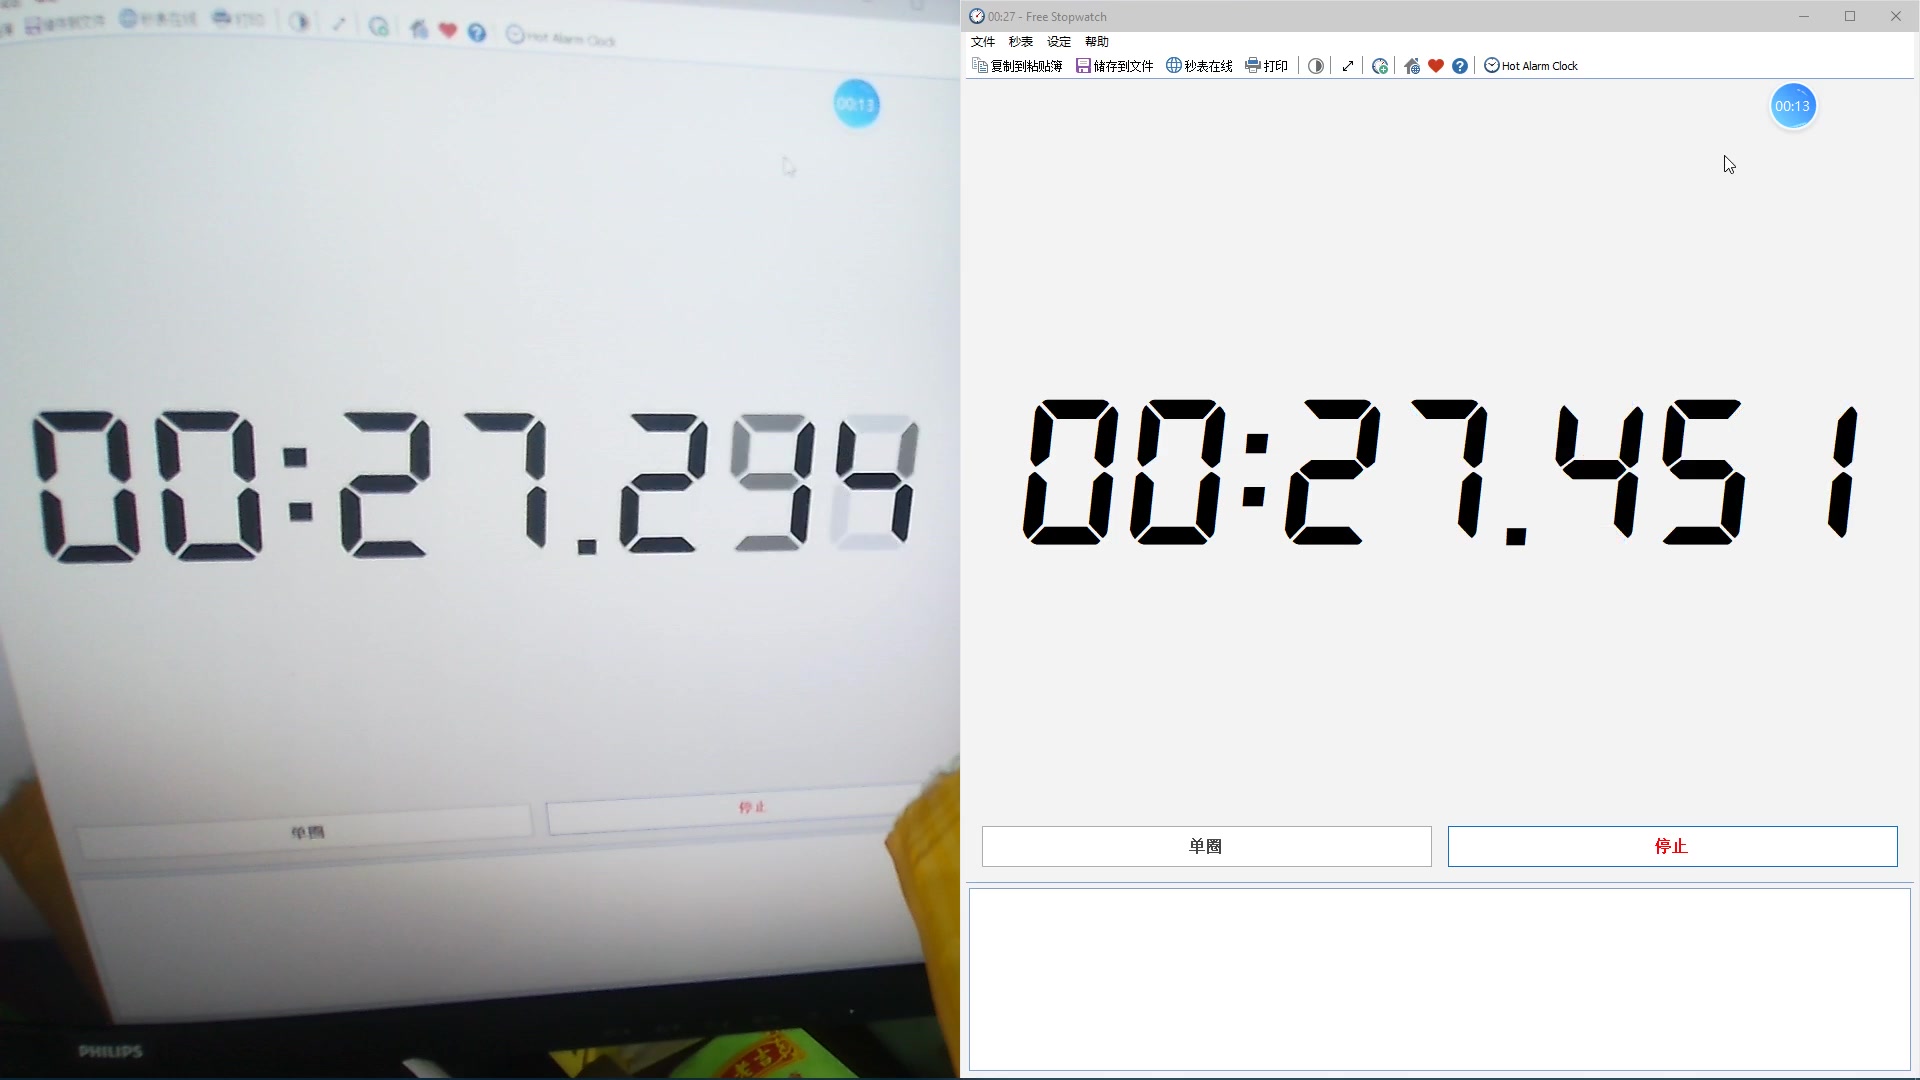 储存到文件 秒表在线 打印 Hot Alarm Clock
00:13
00:27.2
单圈 停止
PHILIPS
00:27 - Free Stopwatch
文件 秒表 设定 帮助
复制到粘贴簿 储存到文件 秒表在线 打印 Hot Alarm Clock
00:13
00:27.451
单圈 停止